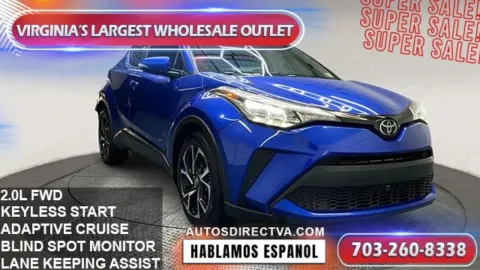 VIRGINIA'S LARGEST WHOLESALE OUTLET
SUPER SALE!
SUPER SALE!
SUPER SALE!
2.0L FWD
KEYLESS START
ADAPTIVE CRUISE
BLIND SPOT MONITOR
LANE KEEPING ASSIST
AUTOSDIRECTVA.COM
HABLAMOS ESPANOL
703-260-8338